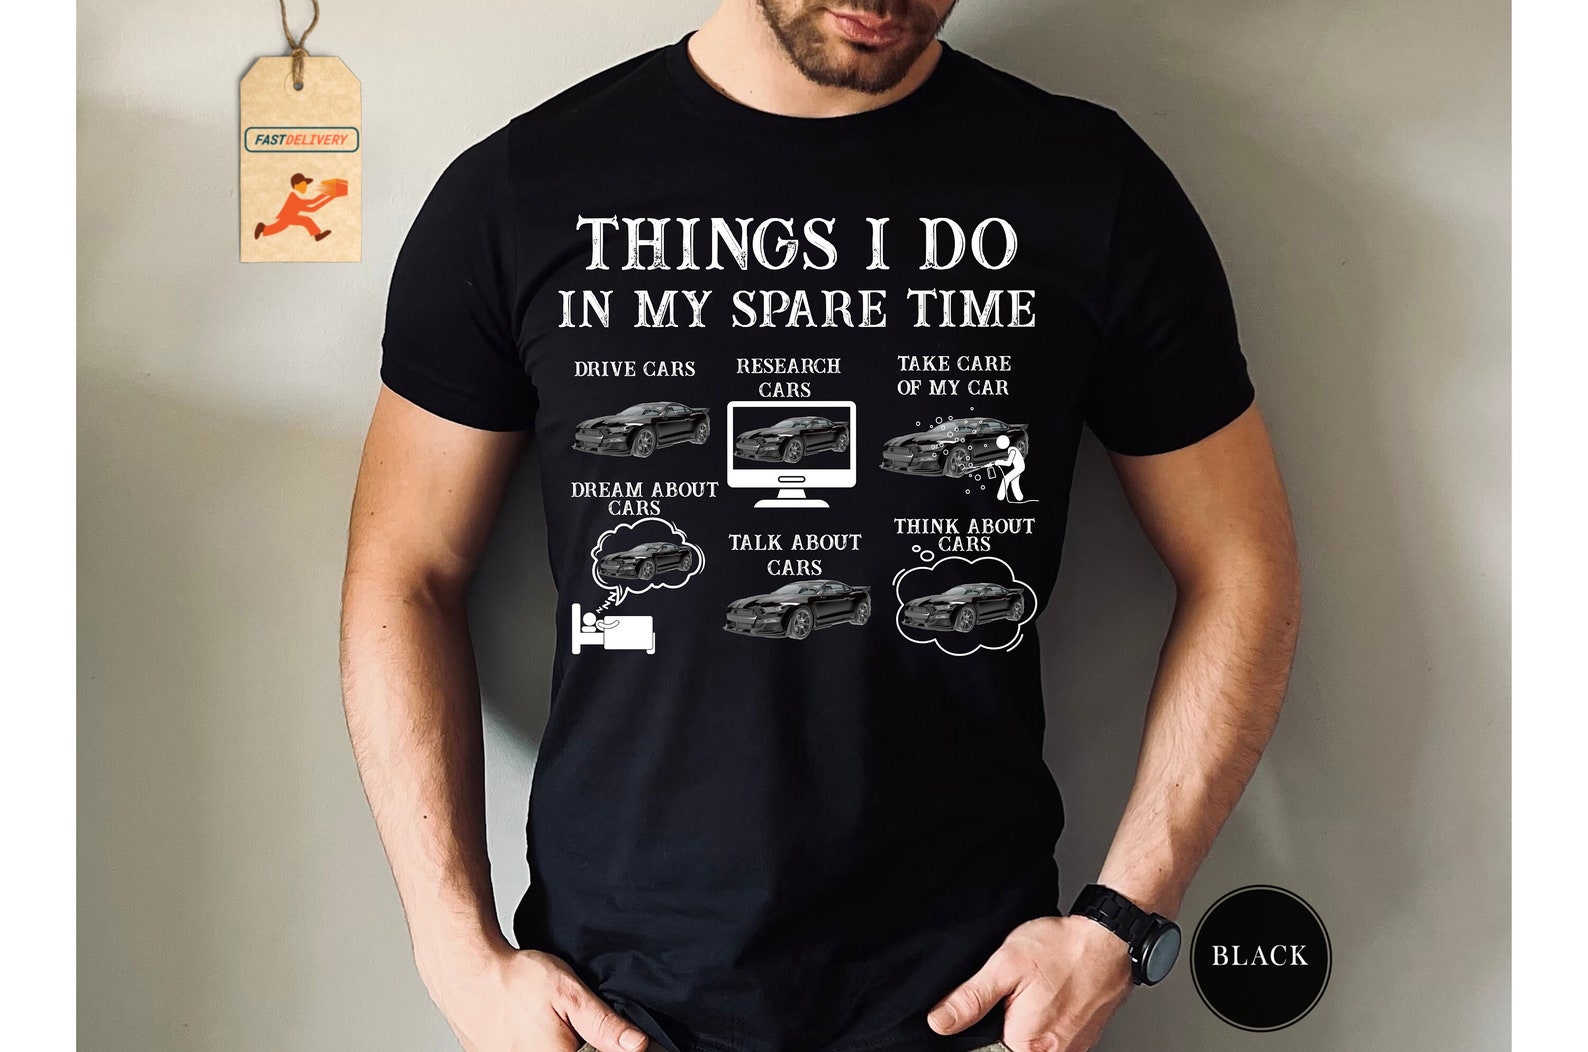 FASTDELIVERY
THINGS I DO
IN MY SPARE TIME
DRIVE CARS
RESEARCH
CARS
TAKE CARE
OF MY CAR
DREAM ABOUT
CARS
ZZZZ
TALK ABOUT
CARS
THINK ABOUT
CARS
BLACK